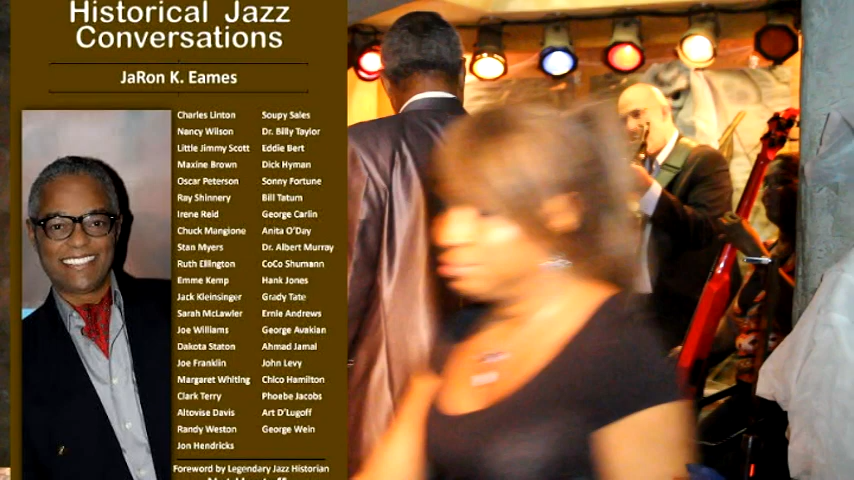 Historical Jazz
Conversations
JaRon K. Eames
Charles Linton
Nancy Wilson
Little Jimmy Scott
Maxine Brown
Oscar Peterson
Ray Shinnery
Irene Reid
Chuck Mangione
Stan Myers
Ruth Ellington
Emme Kemp
Jack Kleinsinger
Sarah McLawler
Joe Williams
Dakota Staton
Joe Franklin
Margaret Whiting
Clark Terry
Altovise Davis
Randy Weston
Jon Hendricks
Soupy Sales
Dr. Billy Taylor
Eddie Bert
Dick Hyman
Sonny Fortune
Bill Tatum
George Carlin
Anita O'Day
Dr. Albert Murray
CoCo Shumann
Hank Jones
Grady Tate
Ernie Andrews
George Avakian
Ahmad Jamal
John Levy
Chico Hamilton
Phoebe Jacobs
Art D'Lugoff
George Wein
Foreword by Legendary Jazz Historian